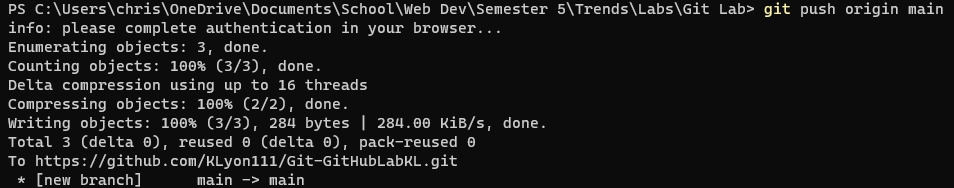 PS C:\Users\chris\OneDrive\Documents\School\Web Dev\Semester 5\Trends\Labs\Git Lab> git push origin main
info: please complete authentication in your browser...
Enumerating objects: 3, done.
Counting objects: 100% (3/3), done.
Delta compression using up to 16 threads
Compressing objects: 100% (2/2), done.
Writing objects: 100% (3/3), 284 bytes | 284.00 KiB/s, done.
Total 3 (delta 0), reused 0 (delta 0), pack-reused 0
To https://github.com/KLyon111/Git-GitHubLabKL.git
 * [new branch]      main -> main